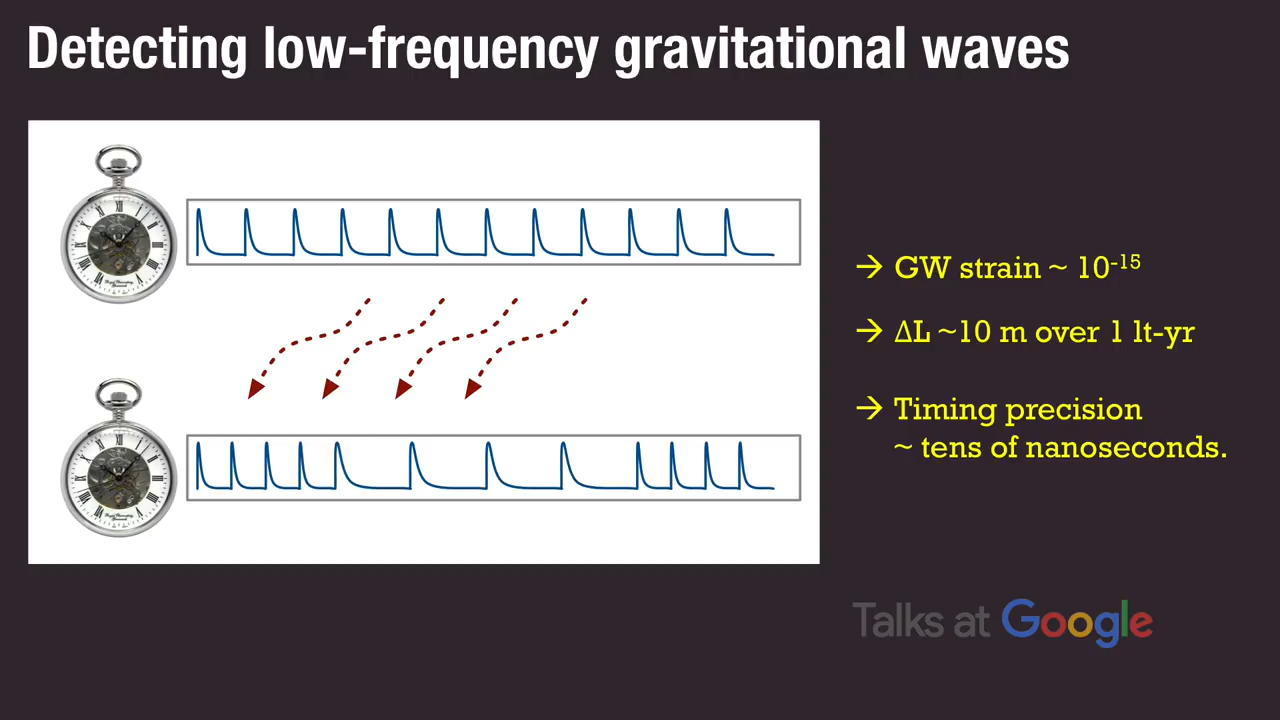 Detecting low-frequency gravitational waves
→ GW strain ~ 10⁻¹⁵
→ ΔL ~10 m over 1 lt-yr
→ Timing precision
~ tens of nanoseconds.
Talks at Google